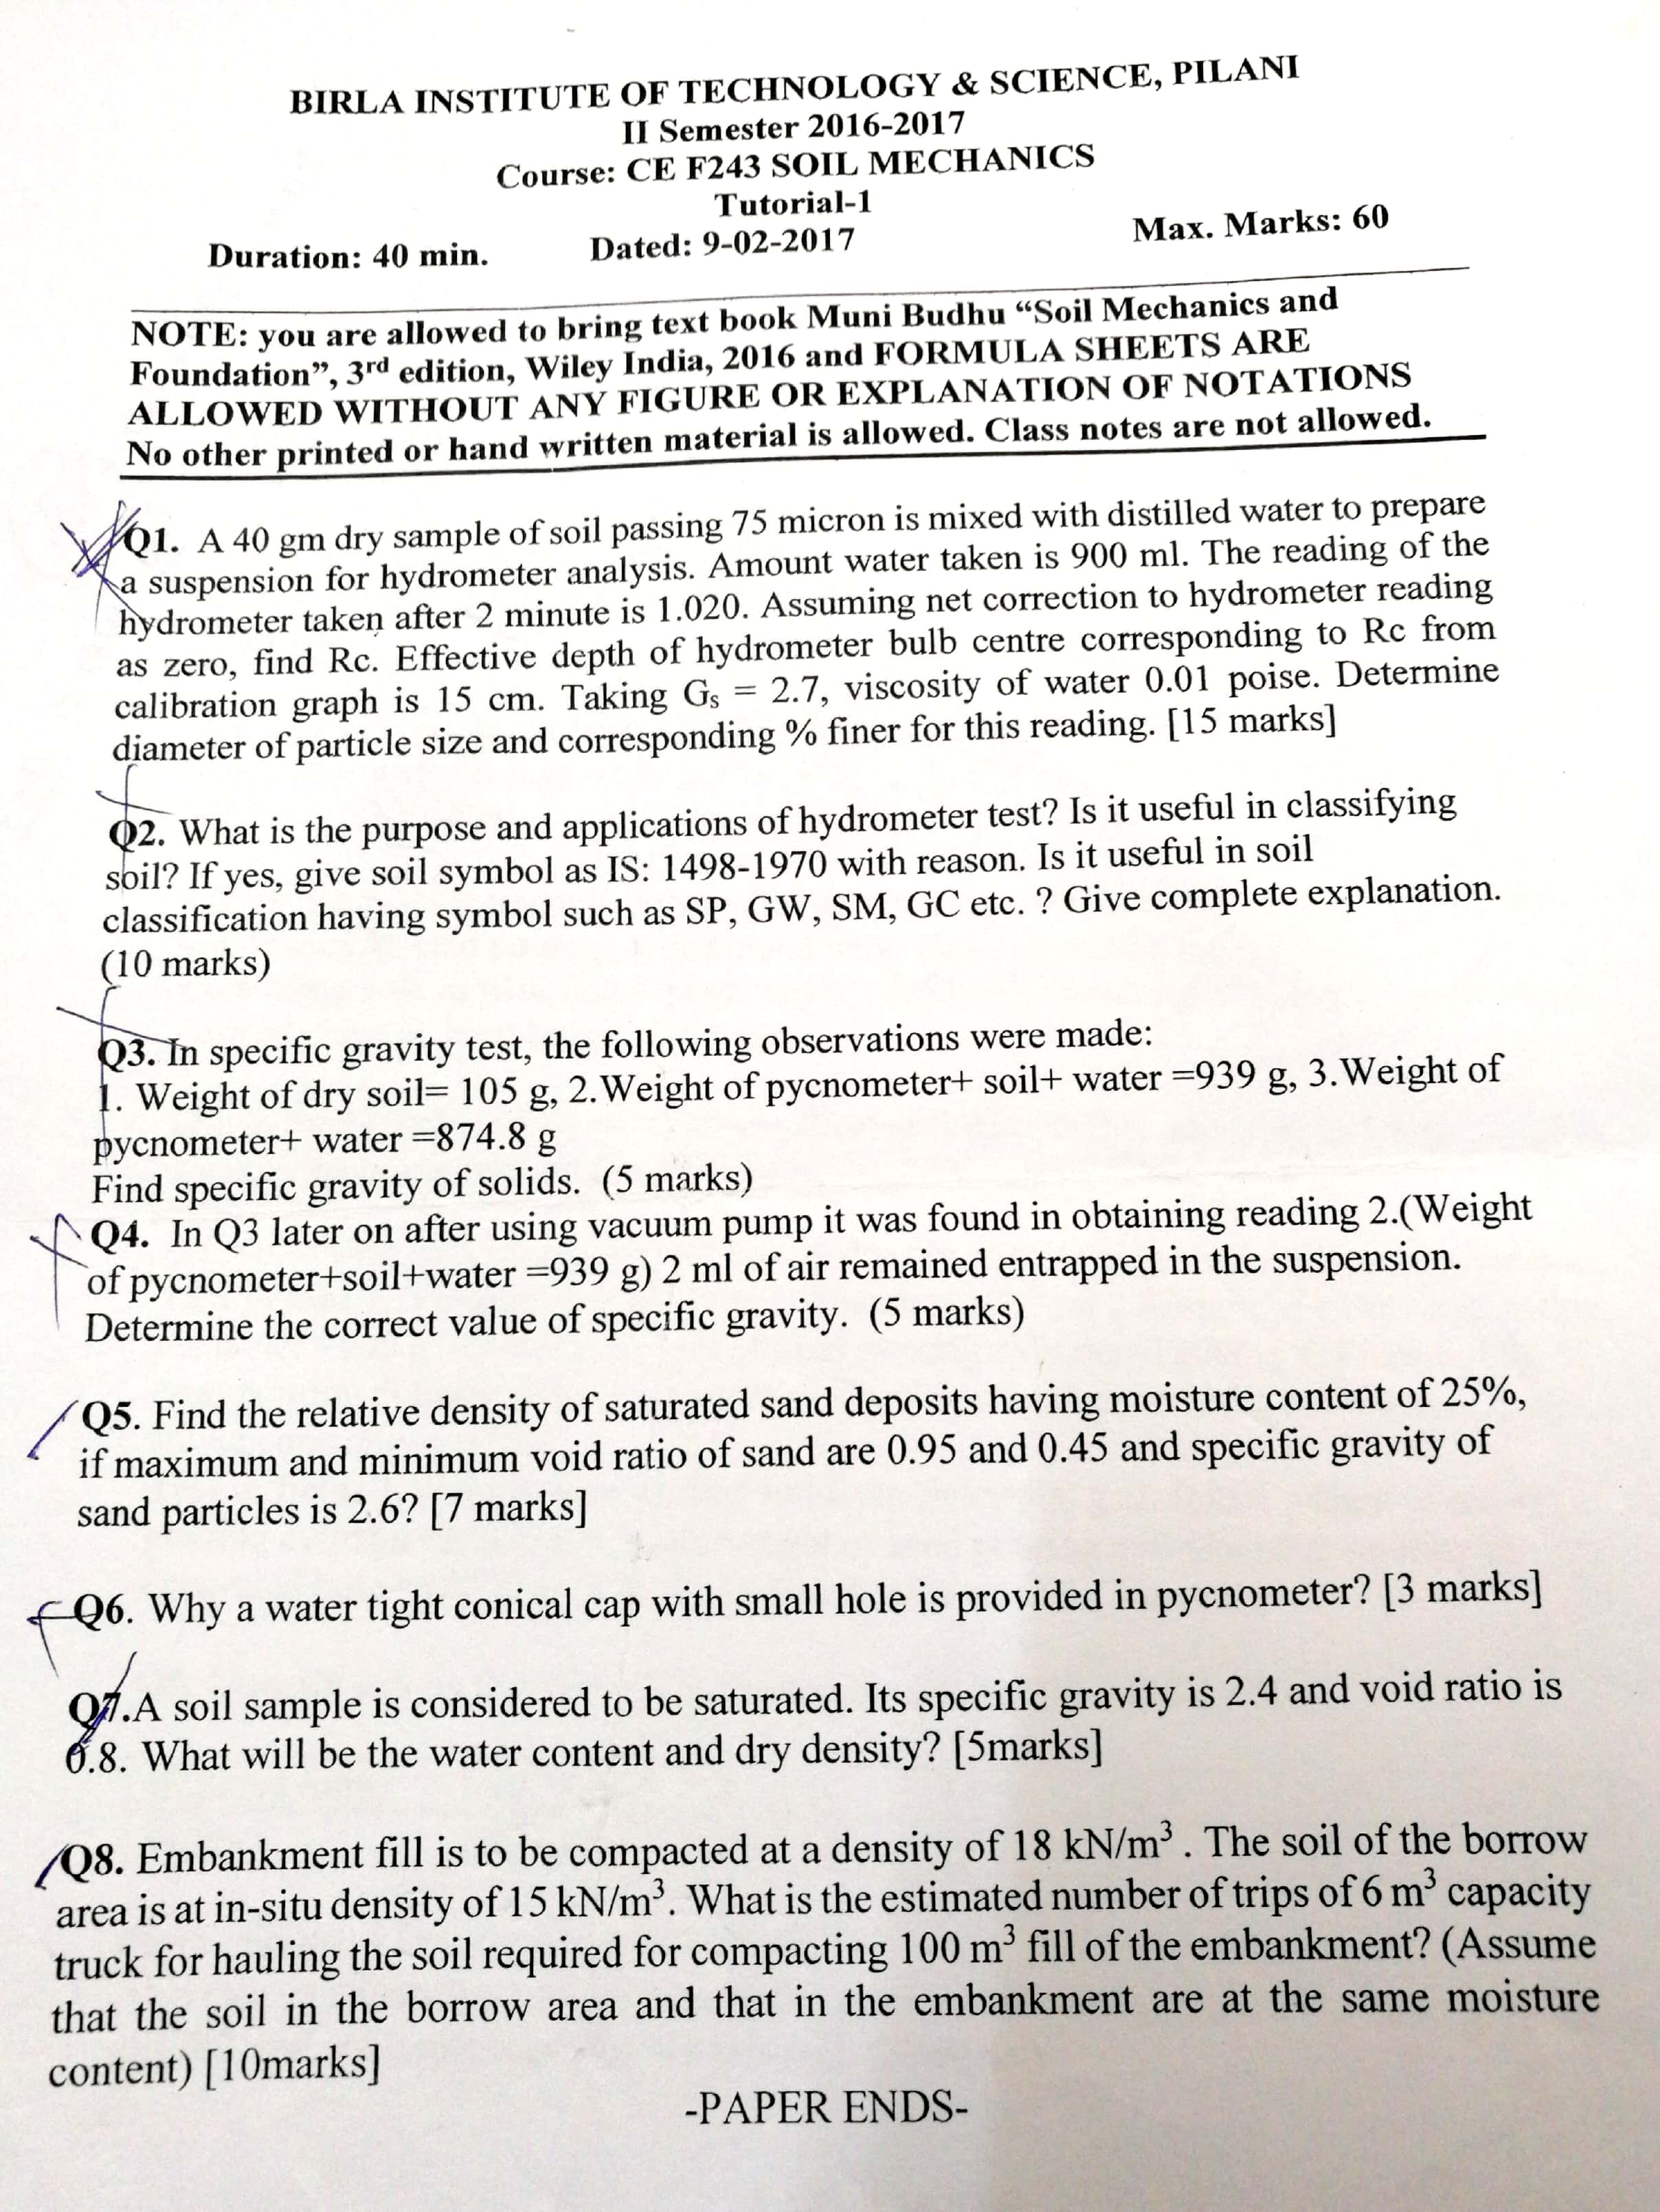 BIRLA INSTITUTE OF TECHNOLOGY & SCIENCE, PILANI
II Semester 2016-2017
Course: CE F243 SOIL MECHANICS
Tutorial-1
Duration: 40 min. Dated: 9-02-2017 Max. Marks: 60
NOTE: you are allowed to bring text book Muni Budhu “Soil Mechanics and
Foundation”, 3rd edition, Wiley India, 2016 and FORMULA SHEETS ARE
ALLOWED WITHOUT ANY FIGURE OR EXPLANATION OF NOTATIONS
No other printed or hand written material is allowed. Class notes are not allowed.
Q1. A 40 gm dry sample of soil passing 75 micron is mixed with distilled water to prepare
a suspension for hydrometer analysis. Amount water taken is 900 ml. The reading of the
hydrometer taken after 2 minute is 1.020. Assuming net correction to hydrometer reading
as zero, find Rc. Effective depth of hydrometer bulb centre corresponding to Rc from
calibration graph is 15 cm. Taking Gs = 2.7, viscosity of water 0.01 poise. Determine
diameter of particle size and corresponding % finer for this reading. [15 marks]
Q2. What is the purpose and applications of hydrometer test? Is it useful in classifying
soil? If yes, give soil symbol as IS: 1498-1970 with reason. Is it useful in soil
classification having symbol such as SP, GW, SM, GC etc. ? Give complete explanation.
(10 marks)
Q3. In specific gravity test, the following observations were made:
1. Weight of dry soil= 105 g, 2.Weight of pycnometer+ soil+ water =939 g, 3.Weight of
pycnometer+ water =874.8 g
Find specific gravity of solids. (5 marks)
Q4. In Q3 later on after using vacuum pump it was found in obtaining reading 2.(Weight
of pycnometer+soil+water =939 g) 2 ml of air remained entrapped in the suspension.
Determine the correct value of specific gravity. (5 marks)
Q5. Find the relative density of saturated sand deposits having moisture content of 25%,
if maximum and minimum void ratio of sand are 0.95 and 0.45 and specific gravity of
sand particles is 2.6? [7 marks]
Q6. Why a water tight conical cap with small hole is provided in pycnometer? [3 marks]
Q7.A soil sample is considered to be saturated. Its specific gravity is 2.4 and void ratio is
0.8. What will be the water content and dry density? [5marks]
Q8. Embankment fill is to be compacted at a density of 18 kN/m³ . The soil of the borrow
area is at in-situ density of 15 kN/m³. What is the estimated number of trips of 6 m³ capacity
truck for hauling the soil required for compacting 100 m³ fill of the embankment? (Assume
that the soil in the borrow area and that in the embankment are at the same moisture
content) [10marks]
-PAPER ENDS-